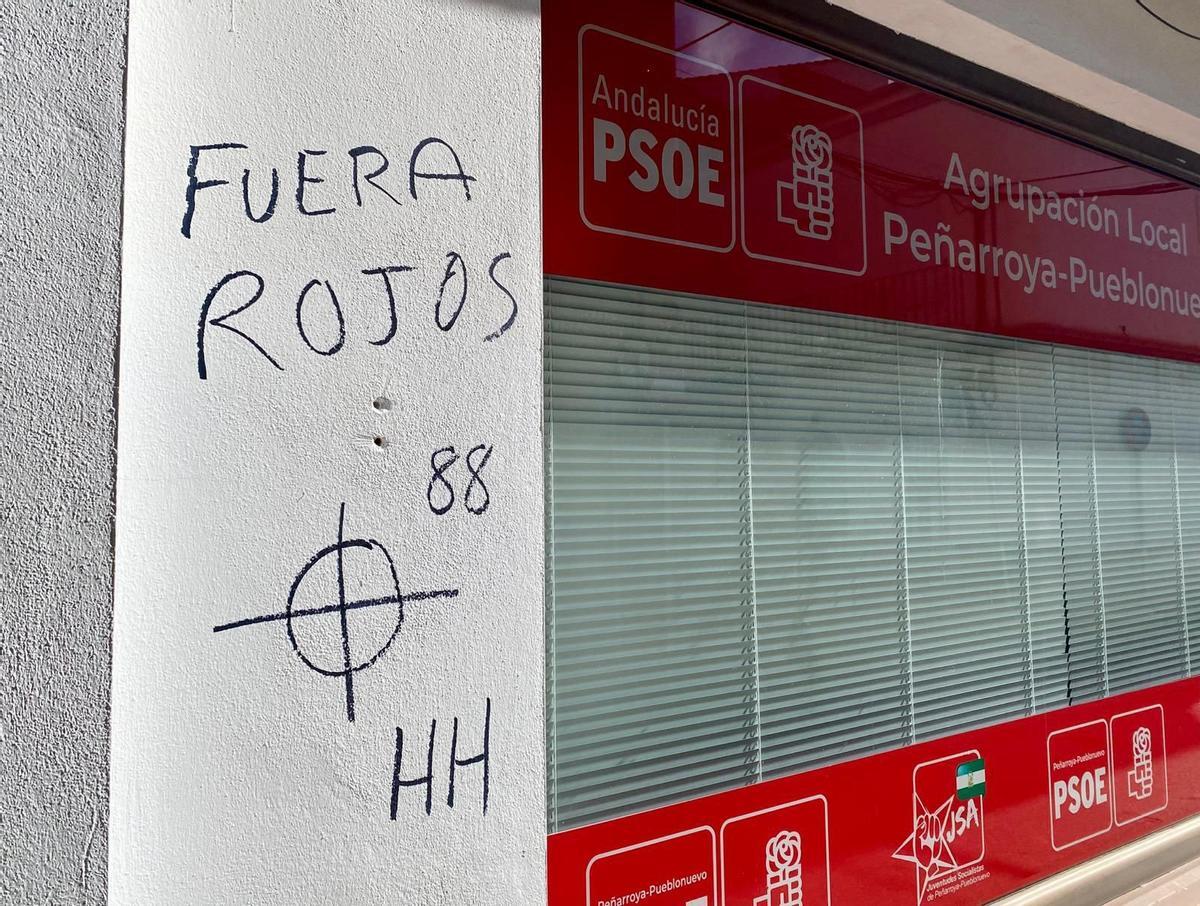 FUERA
ROJOS
88
HH
Andalucía
PSOE
Agrupación Local
Peñarroya-Pueblonue
JSA
Juventudes Socialistas
de Peñarroya-Pueblonuevo
Peñarroya-Pueblonuevo
PSOE
Peñarroya-Pueblonuevo